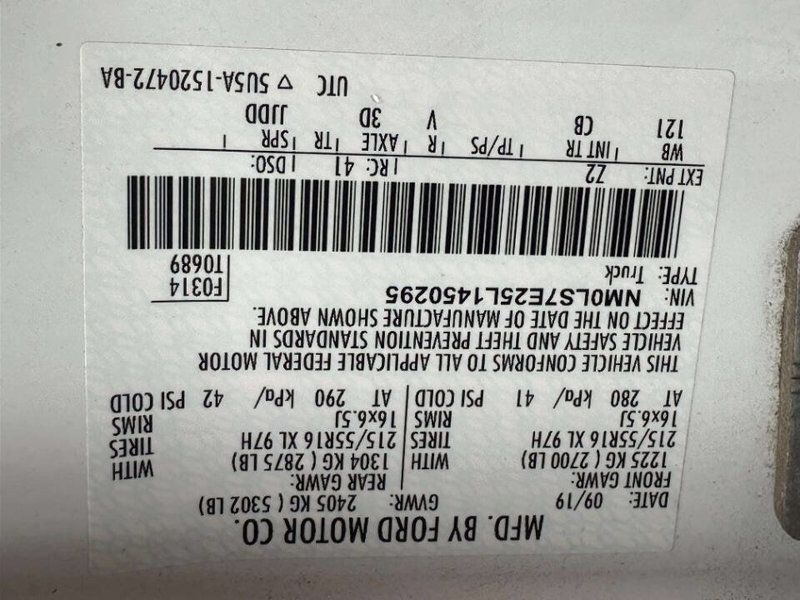 MFD. BY FORD MOTOR CO.
DATE: 09/19 GVWR: 2405 KG ( 5302 LB)
FRONT GAWR: REAR GAWR:
1225 KG ( 2700 LB) WITH 1304 KG ( 2875 LB) WITH
215/55R16 XL 97H TIRES 215/55R16 XL 97H TIRES
16x6.5J RIMS 16x6.5J RIMS
AT 280 kPa/ 41 PSI COLD AT 290 kPa/ 42 PSI COLD
THIS VEHICLE CONFORMS TO ALL APPLICABLE FEDERAL MOTOR
VEHICLE SAFETY AND THEFT PREVENTION STANDARDS IN
EFFECT ON THE DATE OF MANUFACTURE SHOWN ABOVE.
VIN: NM0LS7E25L1450295 F0314
TYPE: Truck T0689
EXT PNT: Z2 RC: 41 DSO:
WB INT TR TP/PS R AXLE TR SPR
121 CB V 3D JJDD
UTC ▽ 5U5A-1520472-BA